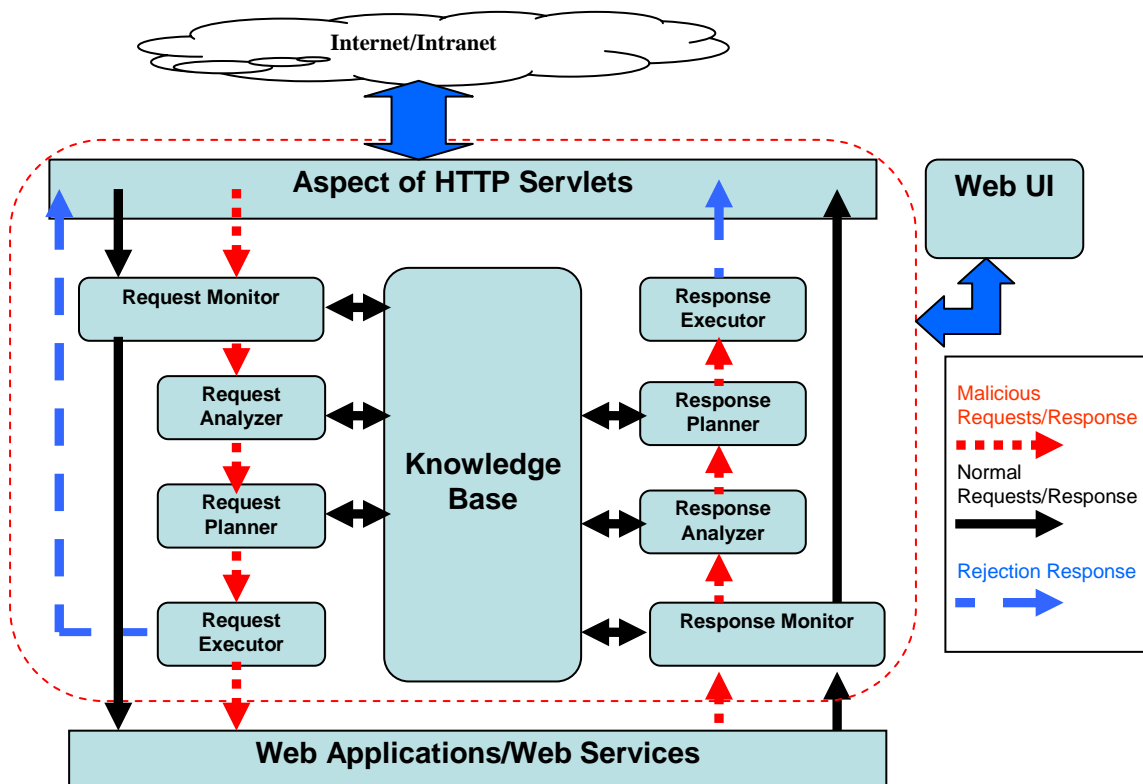 Internet/Intranet
Aspect of HTTP Servlets
Web UI
Request Monitor
Request
Analyzer
Request
Planner
Request
Executor
Knowledge
Base
Response
Executor
Response
Planner
Response
Analyzer
Response Monitor
Malicious
Requests/Response
Normal
Requests/Response
Rejection Response
Web Applications/Web Services